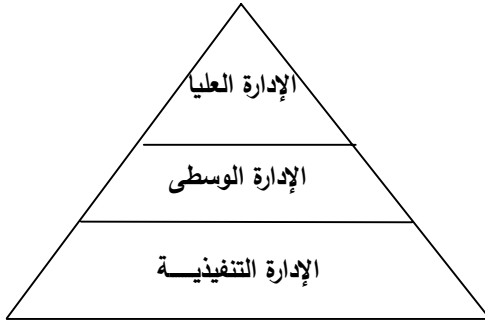 الإدارة العليا
الإدارة الوسطى
الإدارة التنفيذيـــة